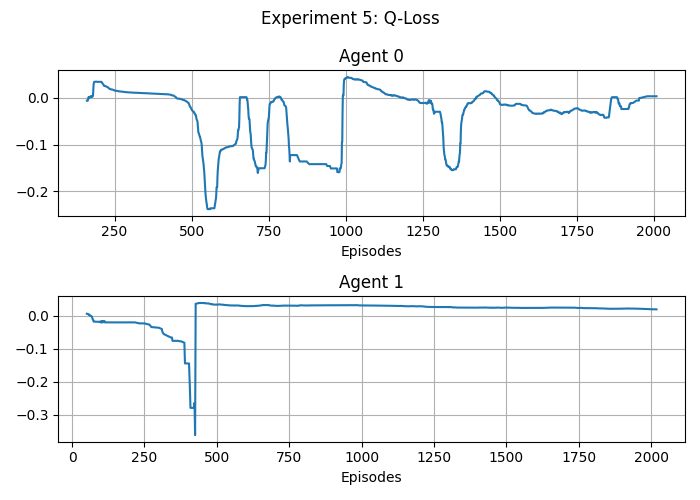 Experiment 5: Q-Loss
Agent 0
0.0
−0.1
−0.2
250 500 750 1000 1250 1500 1750 2000
Episodes
Agent 1
0.0
−0.1
−0.2
−0.3
0 250 500 750 1000 1250 1500 1750 2000
Episodes